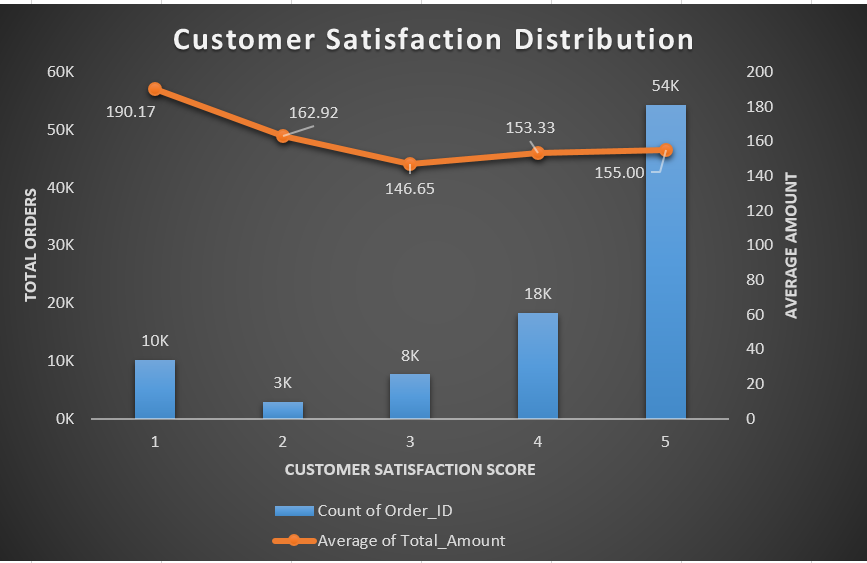 Customer Satisfaction Distribution
60K
50K
40K
30K
20K
10K
0K
TOTAL ORDERS
200
180
160
140
120
100
80
60
40
20
0
AVERAGE AMOUNT
190.17
162.92
146.65
153.33
155.00
10K
3K
8K
18K
54K
1 2 3 4 5
CUSTOMER SATISFACTION SCORE
Count of Order_ID
Average of Total_Amount